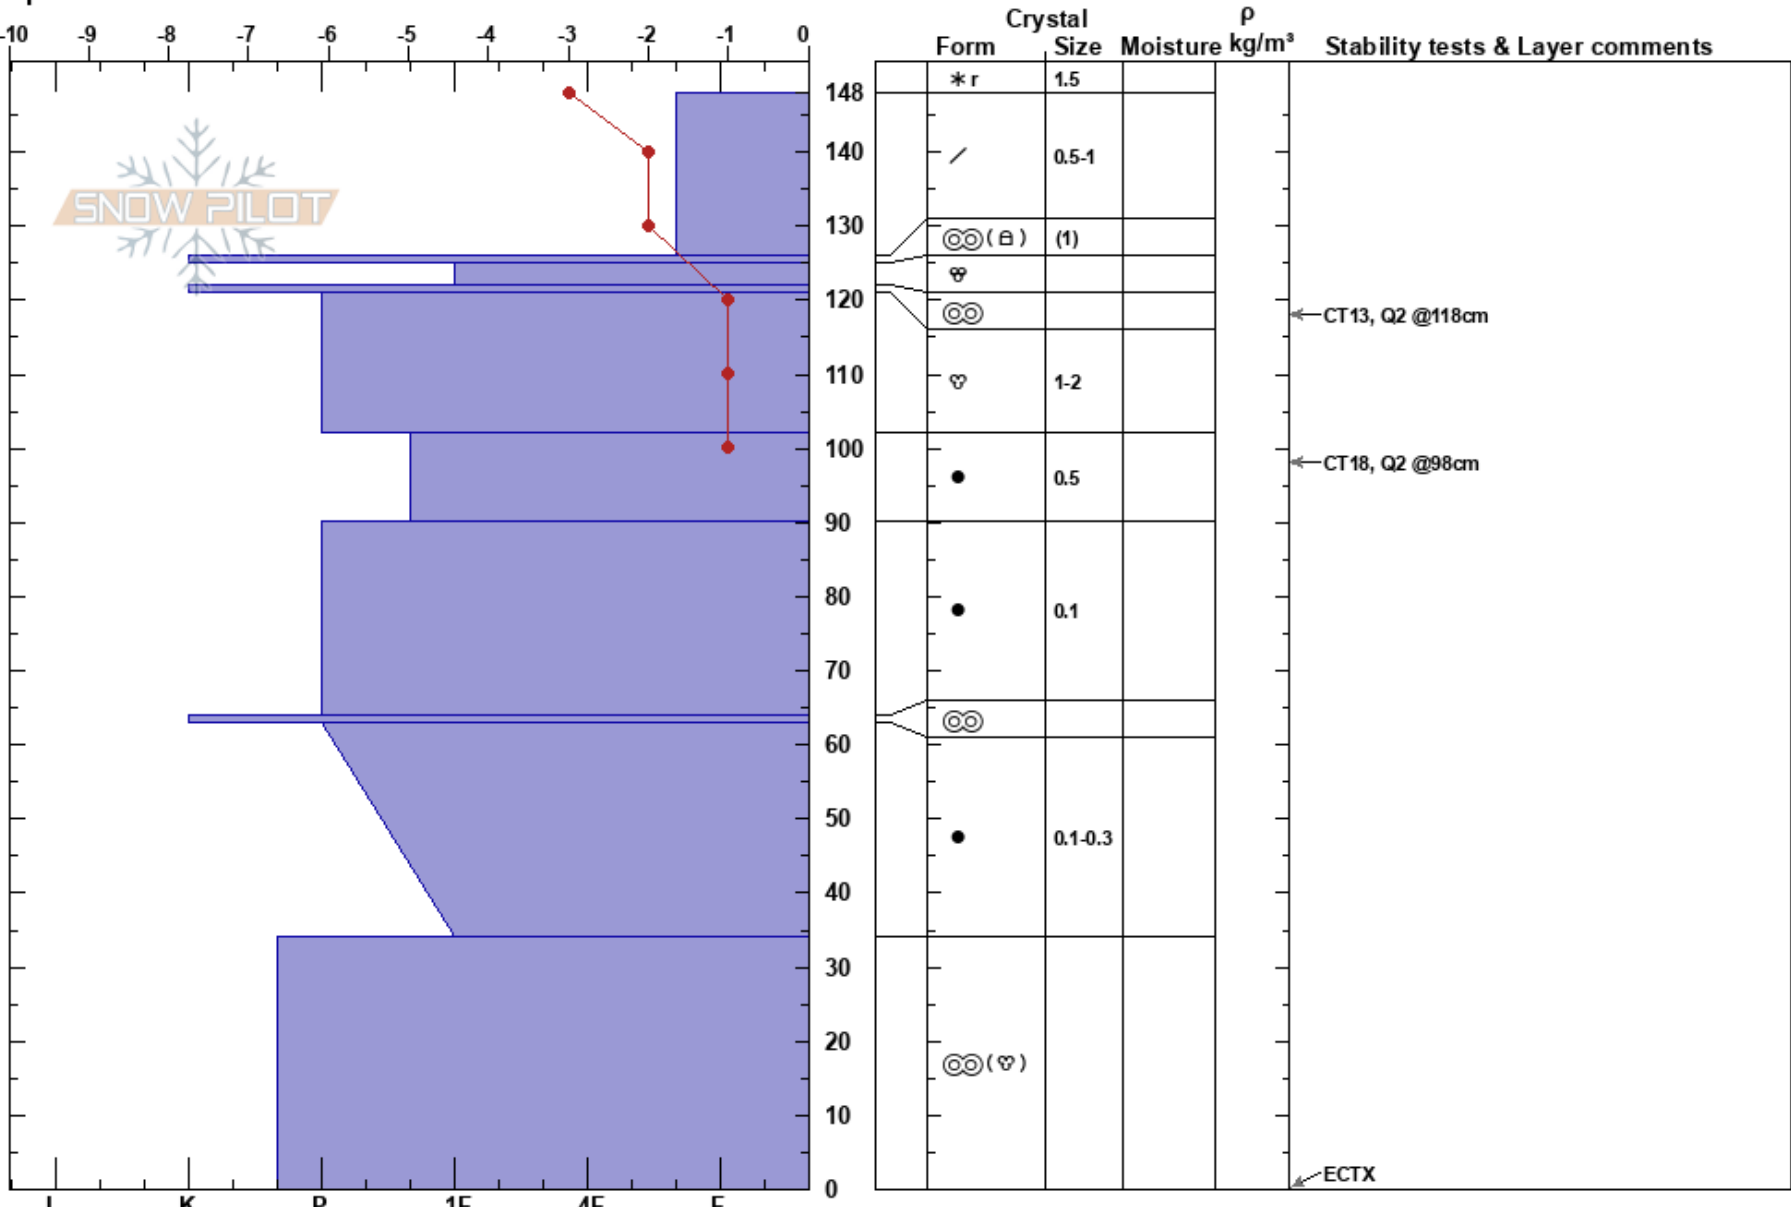 Crystal ρ
-10 -9 -8 -7 -6 -5 -4 -3 -2 -1 0 Form Size Moisture kg/m³ Stability tests & Layer comments
r 1.5
148
SNOW PILOT
140 0.5-1
130 ( ) (1)
120
CT13, Q2 @118cm
110 1-2
100
CT18, Q2 @98cm
0.5
90
80
0.1
70
60
50
0.1-0.3
40
30
20
( )
10
ECTX
0
I K P 1F 4F F